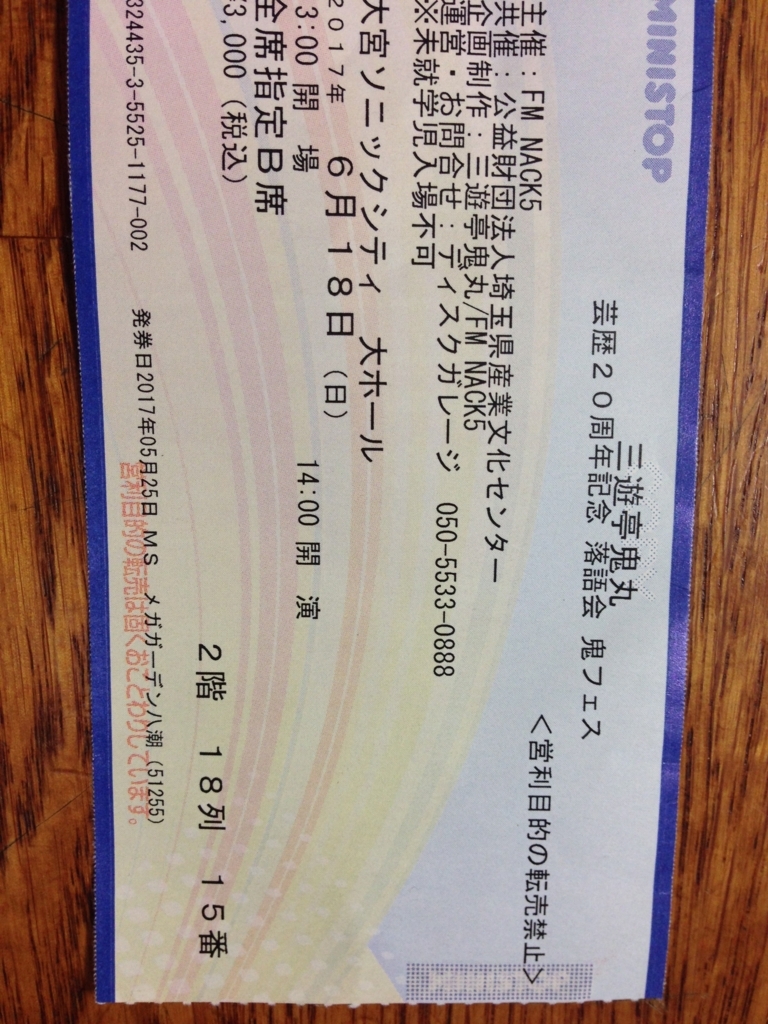 MINISTOP
三遊亭鬼丸
芸歴20周年記念 落語会 鬼フェス
<営利目的の転売禁止>
主催:FM NACK5
共催:公益財団法人埼玉県産業文化センター
企画制作:三遊亭鬼丸/FM NACK5
運営・お問合せ:ディスクガレージ 050-5533-0888
※未就学児入場不可
大宮ソニックシティ 大ホール
2017年 6月18日(日)
3:00 開 場 14:00 開 演
全席指定B席
¥3,000(税込)
2階 18列 15番
324435-3-5525-1177-002 発券日2017年05月25日 MS メガガーデン八潮(51255)
営利目的の転売は固くおことわりしています。